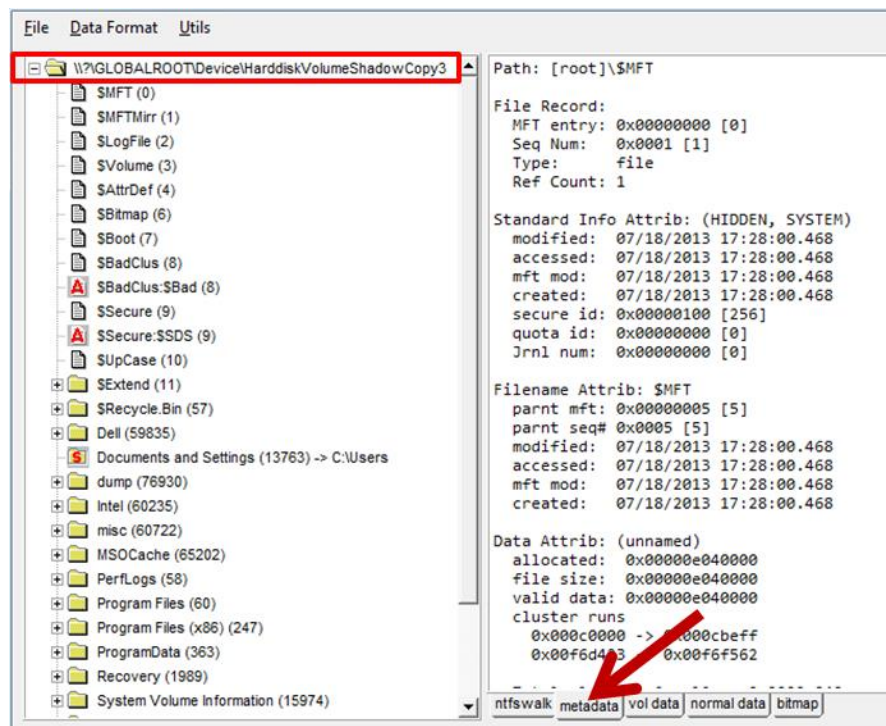 File Data Format Utils
\\?\GLOBALROOT\Device\HarddiskVolumeShadowCopy3
$MFT (0)
$MFTMirr (1)
$LogFile (2)
$Volume (3)
$AttrDef (4)
$Bitmap (6)
$Boot (7)
$BadClus (8)
A $BadClus:$Bad (8)
$Secure (9)
A $Secure:$SDS (9)
$UpCase (10)
$Extend (11)
$Recycle.Bin (57)
Dell (59835)
S Documents and Settings (13763) -> C:\Users
dump (76930)
Intel (60235)
misc (60722)
MSOCache (65202)
PerfLogs (58)
Program Files (60)
Program Files (x86) (247)
ProgramData (363)
Recovery (1989)
System Volume Information (15974)
Path: [root]\$MFT
File Record:
MFT entry: 0x00000000 [0]
Seq Num: 0x0001 [1]
Type: file
Ref Count: 1
Standard Info Attrib: (HIDDEN, SYSTEM)
modified: 07/18/2013 17:28:00.468
accessed: 07/18/2013 17:28:00.468
mft mod: 07/18/2013 17:28:00.468
created: 07/18/2013 17:28:00.468
secure id: 0x00000100 [256]
quota id: 0x00000000 [0]
Jrnl num: 0x00000000 [0]
Filename Attrib: $MFT
parnt mft: 0x00000005 [5]
parnt seq# 0x0005 [5]
modified: 07/18/2013 17:28:00.468
accessed: 07/18/2013 17:28:00.468
mft mod: 07/18/2013 17:28:00.468
created: 07/18/2013 17:28:00.468
Data Attrib: (unnamed)
allocated: 0x00000e040000
file size: 0x00000e040000
valid data: 0x00000e040000
cluster runs
0x000c0000 -> 0x000cbeff
0x00f6f562
ntfswalk metadata vol data normal data bitmap